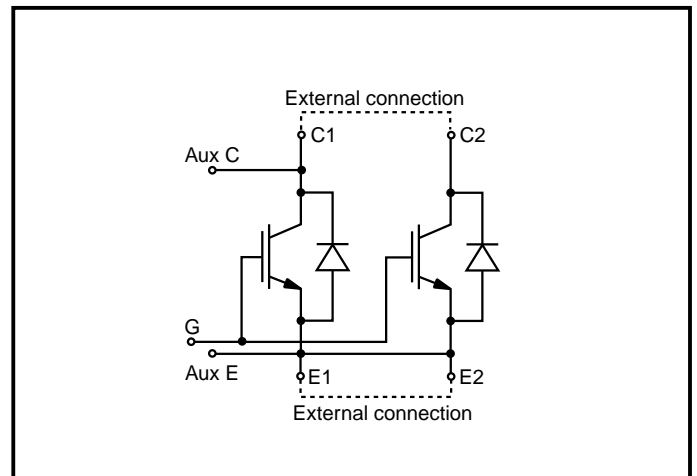 External connection
C1
C2
Aux C
G
Aux E
E1
E2
External connection